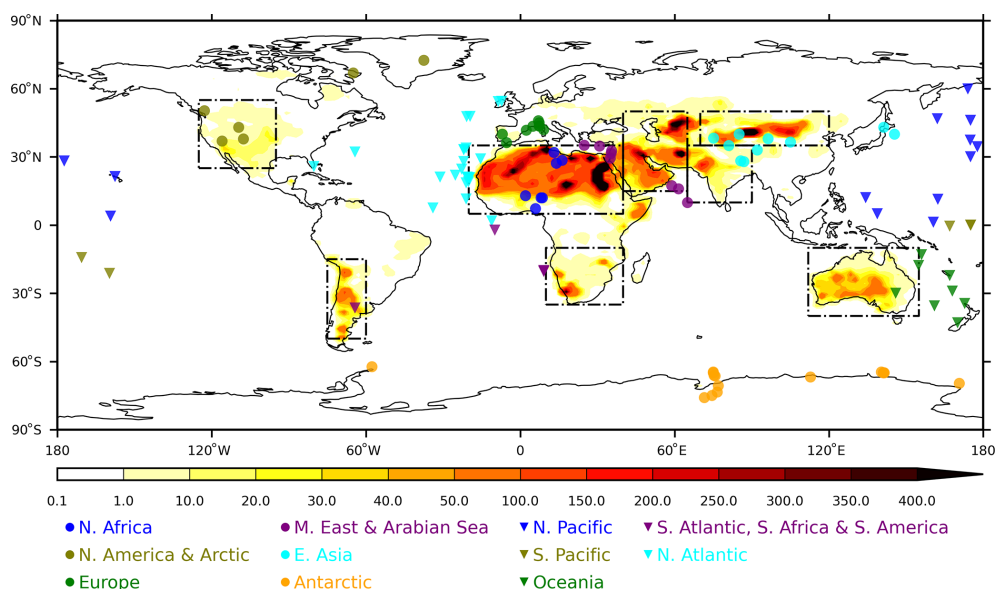 90°N
60°N
30°N
0
30°S
60°S
90°S
180 120°W 60°W 0 60°E 120°E 180
0.1 1.0 10.0 20.0 30.0 40.0 50.0 100.0 150.0 200.0 250.0 300.0 350.0 400.0
N. Africa M. East & Arabian Sea N. Pacific S. Atlantic, S. Africa & S. America
N. America & Arctic E. Asia S. Pacific N. Atlantic
Europe Antarctic Oceania